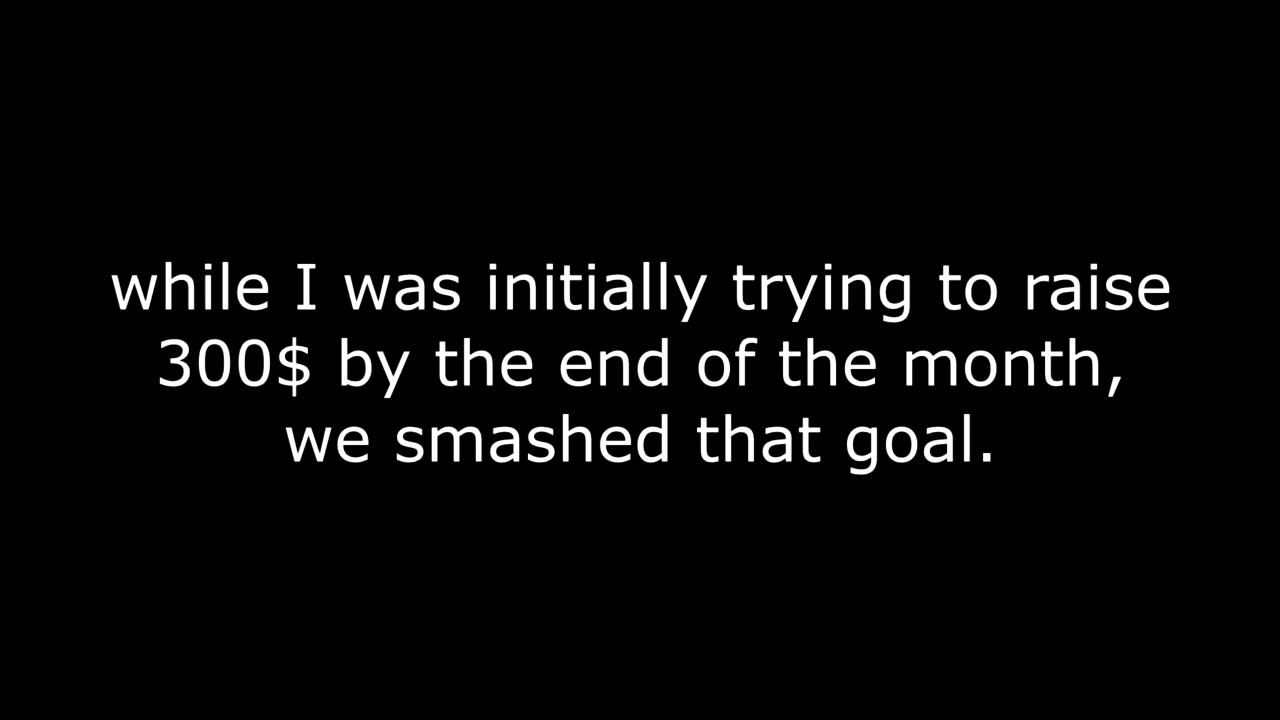 while I was initially trying to raise
300$ by the end of the month,
we smashed that goal.